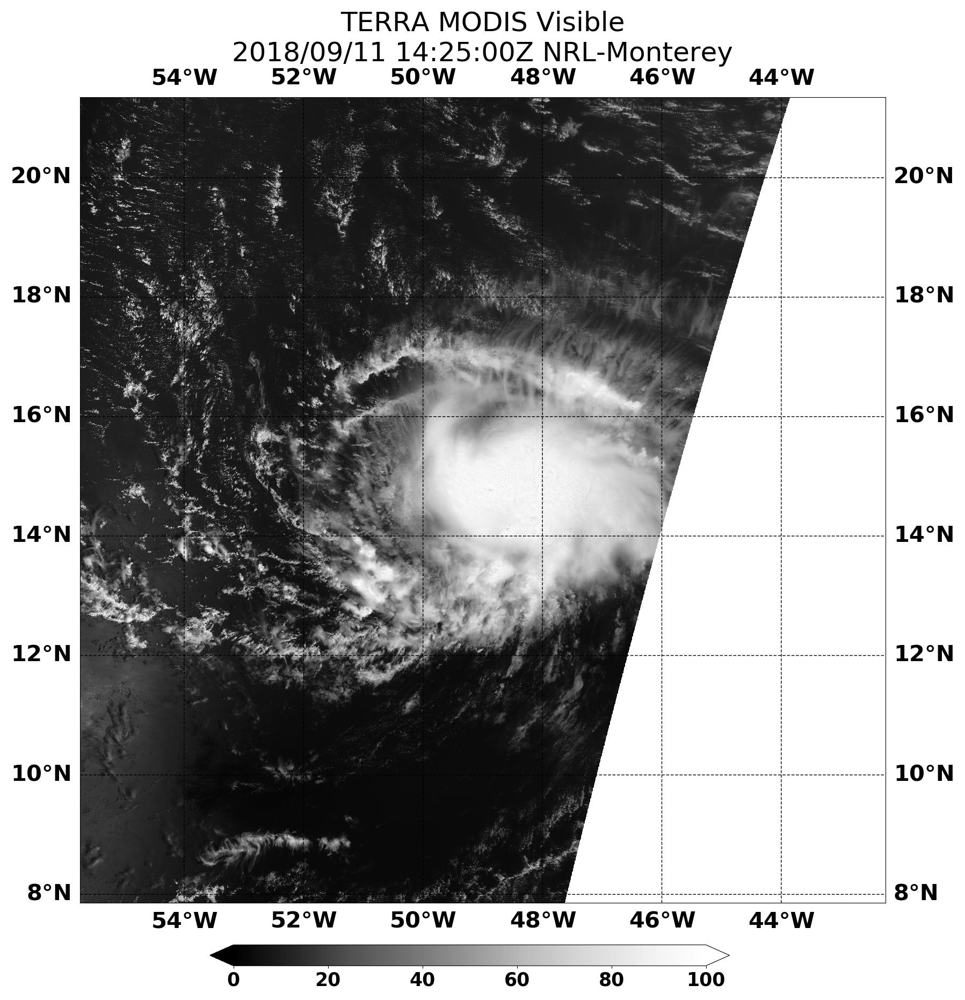 TERRA MODIS Visible
2018/09/11 14:25:00Z NRL-Monterey
54°W 52°W 50°W 48°W 46°W 44°W
20°N 20°N
18°N 18°N
16°N 16°N
14°N 14°N
12°N 12°N
10°N 10°N
8°N 8°N
54°W 52°W 50°W 48°W 46°W 44°W
0 20 40 60 80 100